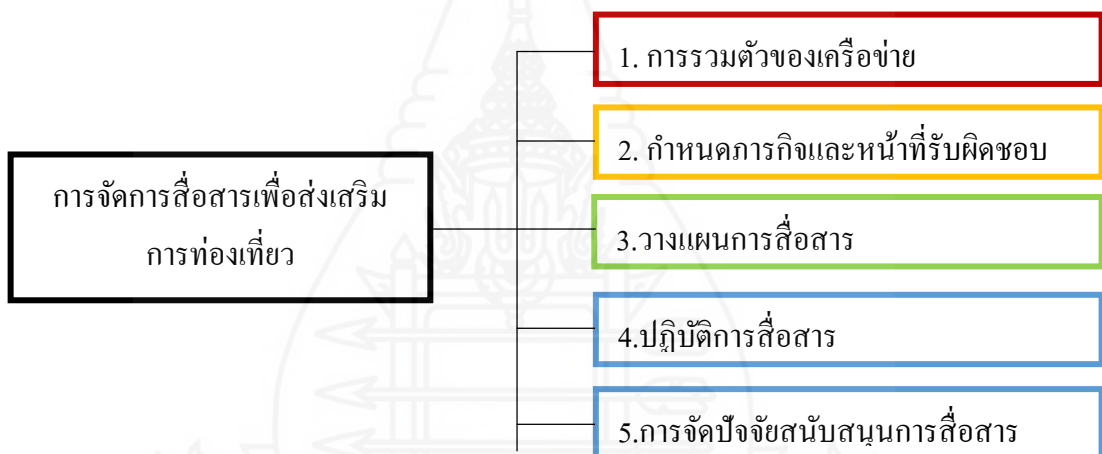 การจัดการสื่อสารเพื่อส่งเสริม
การท่องเที่ยว
1. การรวมตัวของเครือข่าย
2. กำหนดภารกิจและหน้าที่รับผิดชอบ
3.วางแผนการสื่อสาร
4.ปฏิบัติการสื่อสาร
5.การจัดปัจจัยสนับสนุนการสื่อสาร